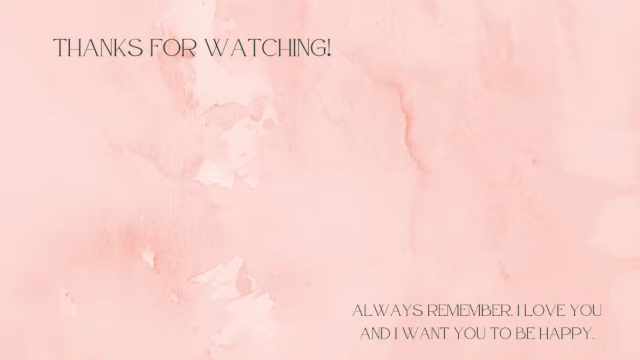 THANKS FOR WATCHING!
ALWAYS REMEMBER. I LOVE YOU
AND I WANT YOU TO BE HAPPY.